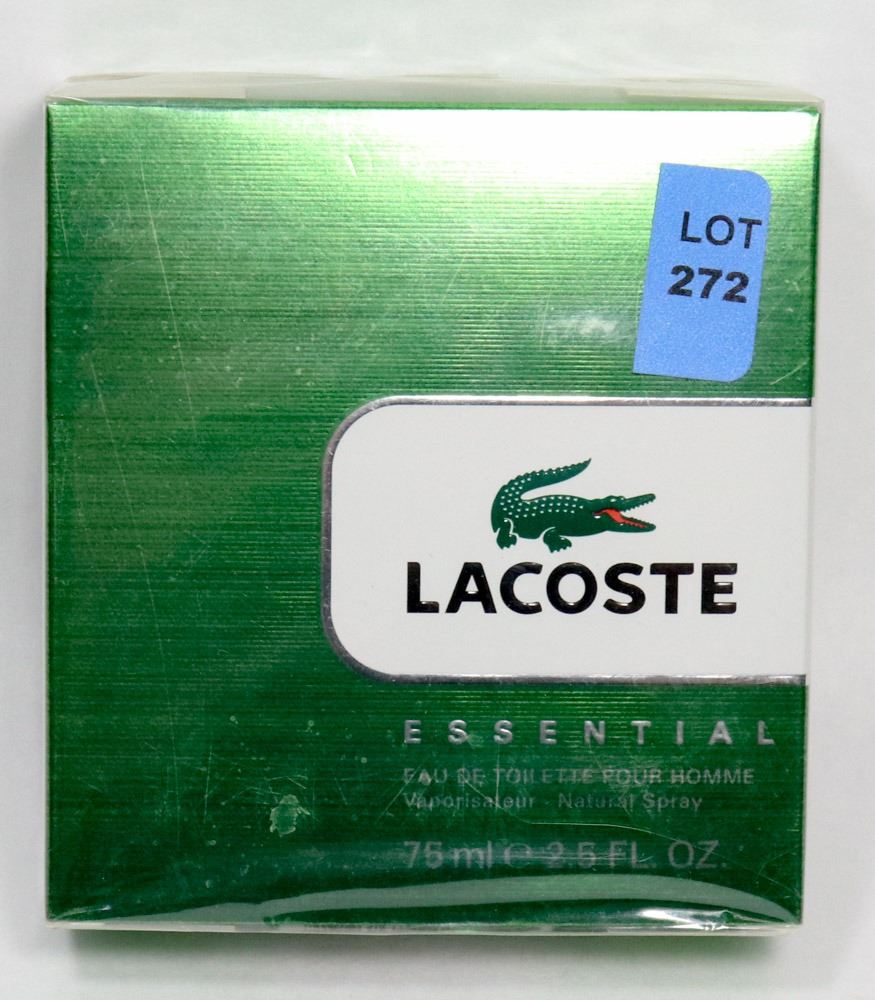 LOT
272
LACOSTE
ESSENTIAL
EAU DE TOILETTE POUR HOMME
Vaporisateur - Natural Spray
75 ml ℮ 2.5 FL. OZ.